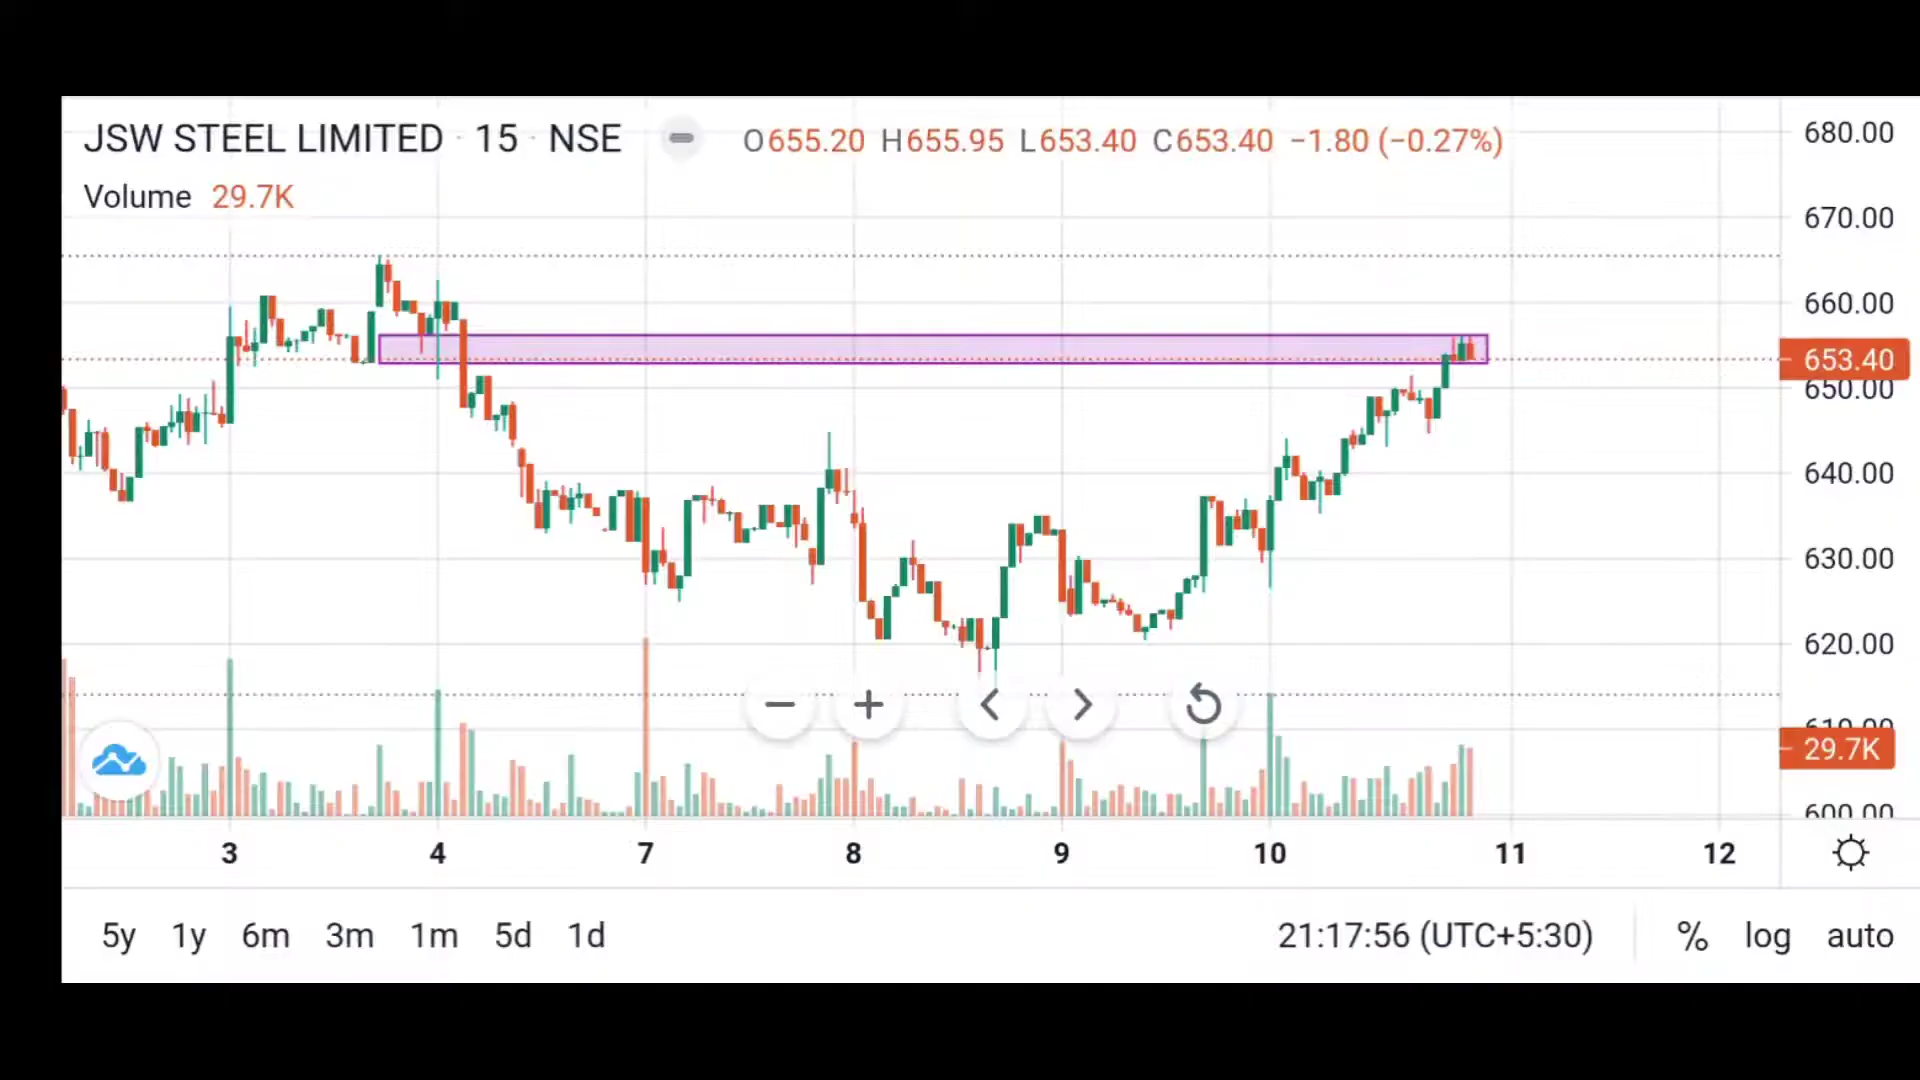 JSW STEEL LIMITED · 15 · NSE O655.20 H655.95 L653.40 C653.40 −1.80 (−0.27%)
Volume 29.7K
680.00
670.00
660.00
653.40
650.00
640.00
630.00
620.00
610.00
29.7K
600.00
3 4 7 8 9 10 11 12
5y 1y 6m 3m 1m 5d 1d 21:17:56 (UTC+5:30) % log auto